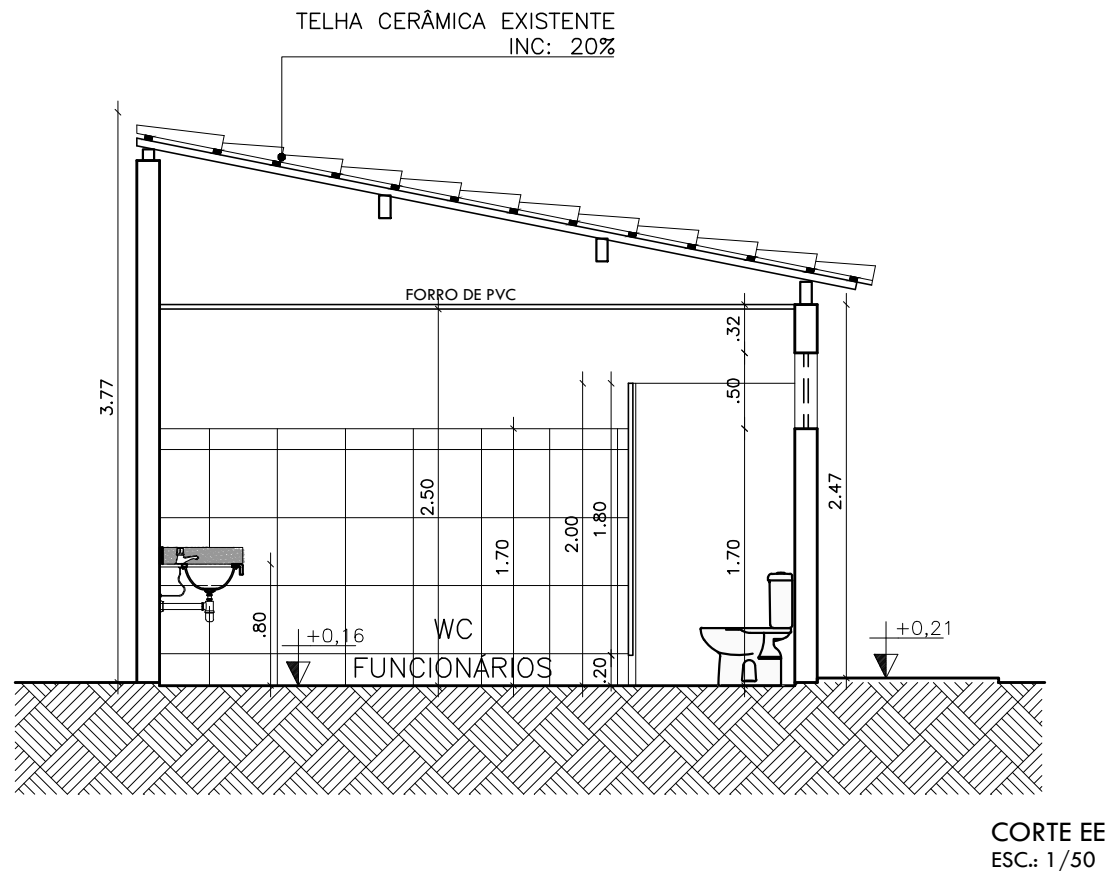 TELHA CERÂMICA EXISTENTE
INC: 20%
FORRO DE PVC
3.77
.32
.50
2.50
2.47
2.00
1.80
1.70
1.70
.80
+0,16
WC
FUNCIONÁRIOS
.20
+0,21
CORTE EE
ESC.: 1/50